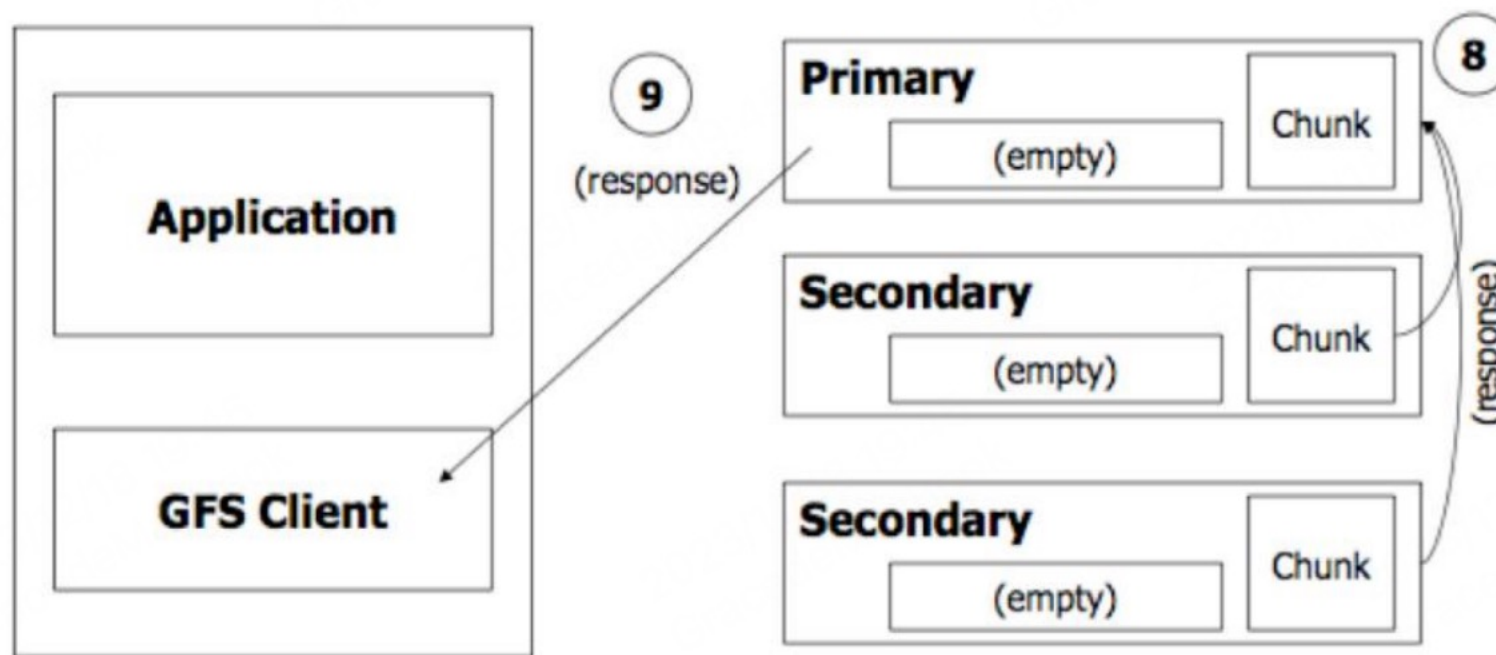 Application
GFS Client
9
(response)
Primary
(empty)
Chunk
8
Secondary
(empty)
Chunk
(response)
Secondary
(empty)
Chunk